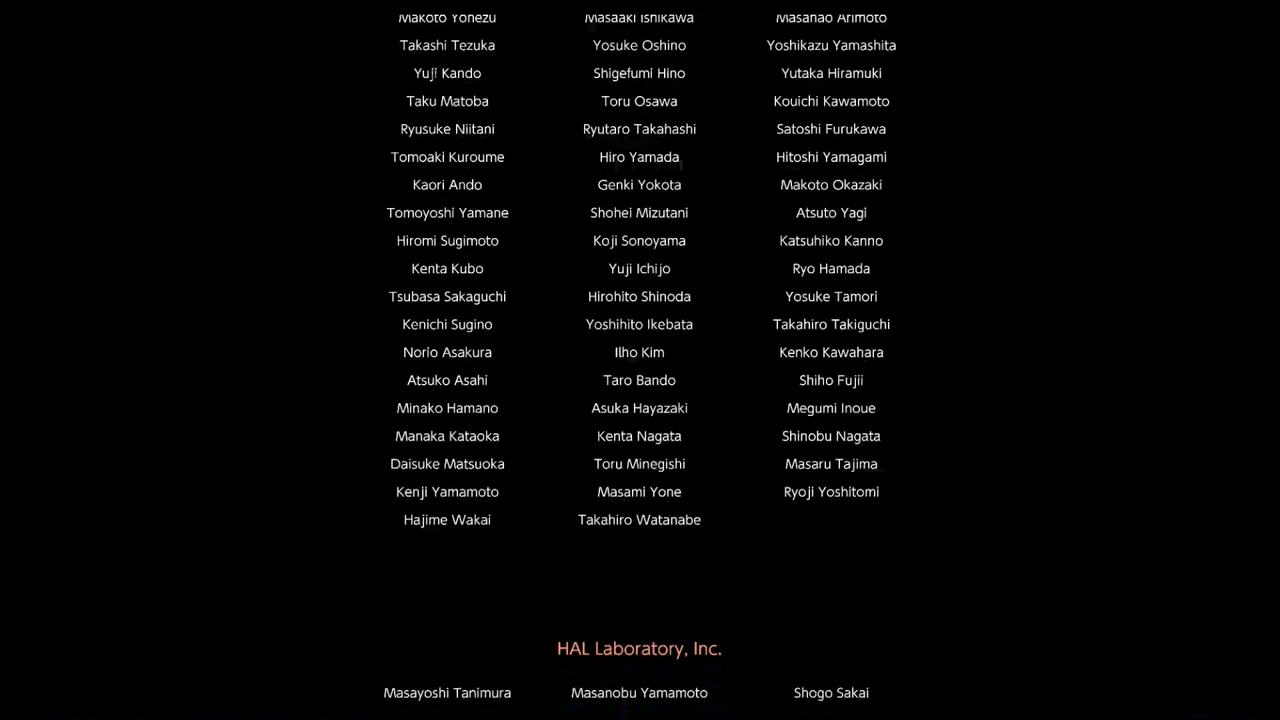 Makoto Yonezu Masaaki Ishikawa Masanao Arimoto
Takashi Tezuka Yosuke Oshino Yoshikazu Yamashita
Yuji Kando Shigefumi Hino Yutaka Hiramuki
Taku Matoba Toru Osawa Kouichi Kawamoto
Ryusuke Niitani Ryutaro Takahashi Satoshi Furukawa
Tomoaki Kuroume Hiro Yamada Hitoshi Yamagami
Kaori Ando Genki Yokota Makoto Okazaki
Tomoyoshi Yamane Shohei Mizutani Atsuto Yagi
Hiromi Sugimoto Koji Sonoyama Katsuhiko Kanno
Kenta Kubo Yuji Ichijo Ryo Hamada
Tsubasa Sakaguchi Hirohito Shinoda Yosuke Tamori
Kenichi Sugino Yoshihito Ikebata Takahiro Takiguchi
Norio Asakura Ilho Kim Kenko Kawahara
Atsuko Asahi Taro Bando Shiho Fujii
Minako Hamano Asuka Hayazaki Megumi Inoue
Manaka Kataoka Kenta Nagata Shinobu Nagata
Daisuke Matsuoka Toru Minegishi Masaru Tajima
Kenji Yamamoto Masami Yone Ryoji Yoshitomi
Hajime Wakai Takahiro Watanabe
HAL Laboratory, Inc.
Masayoshi Tanimura Masanobu Yamamoto Shogo Sakai